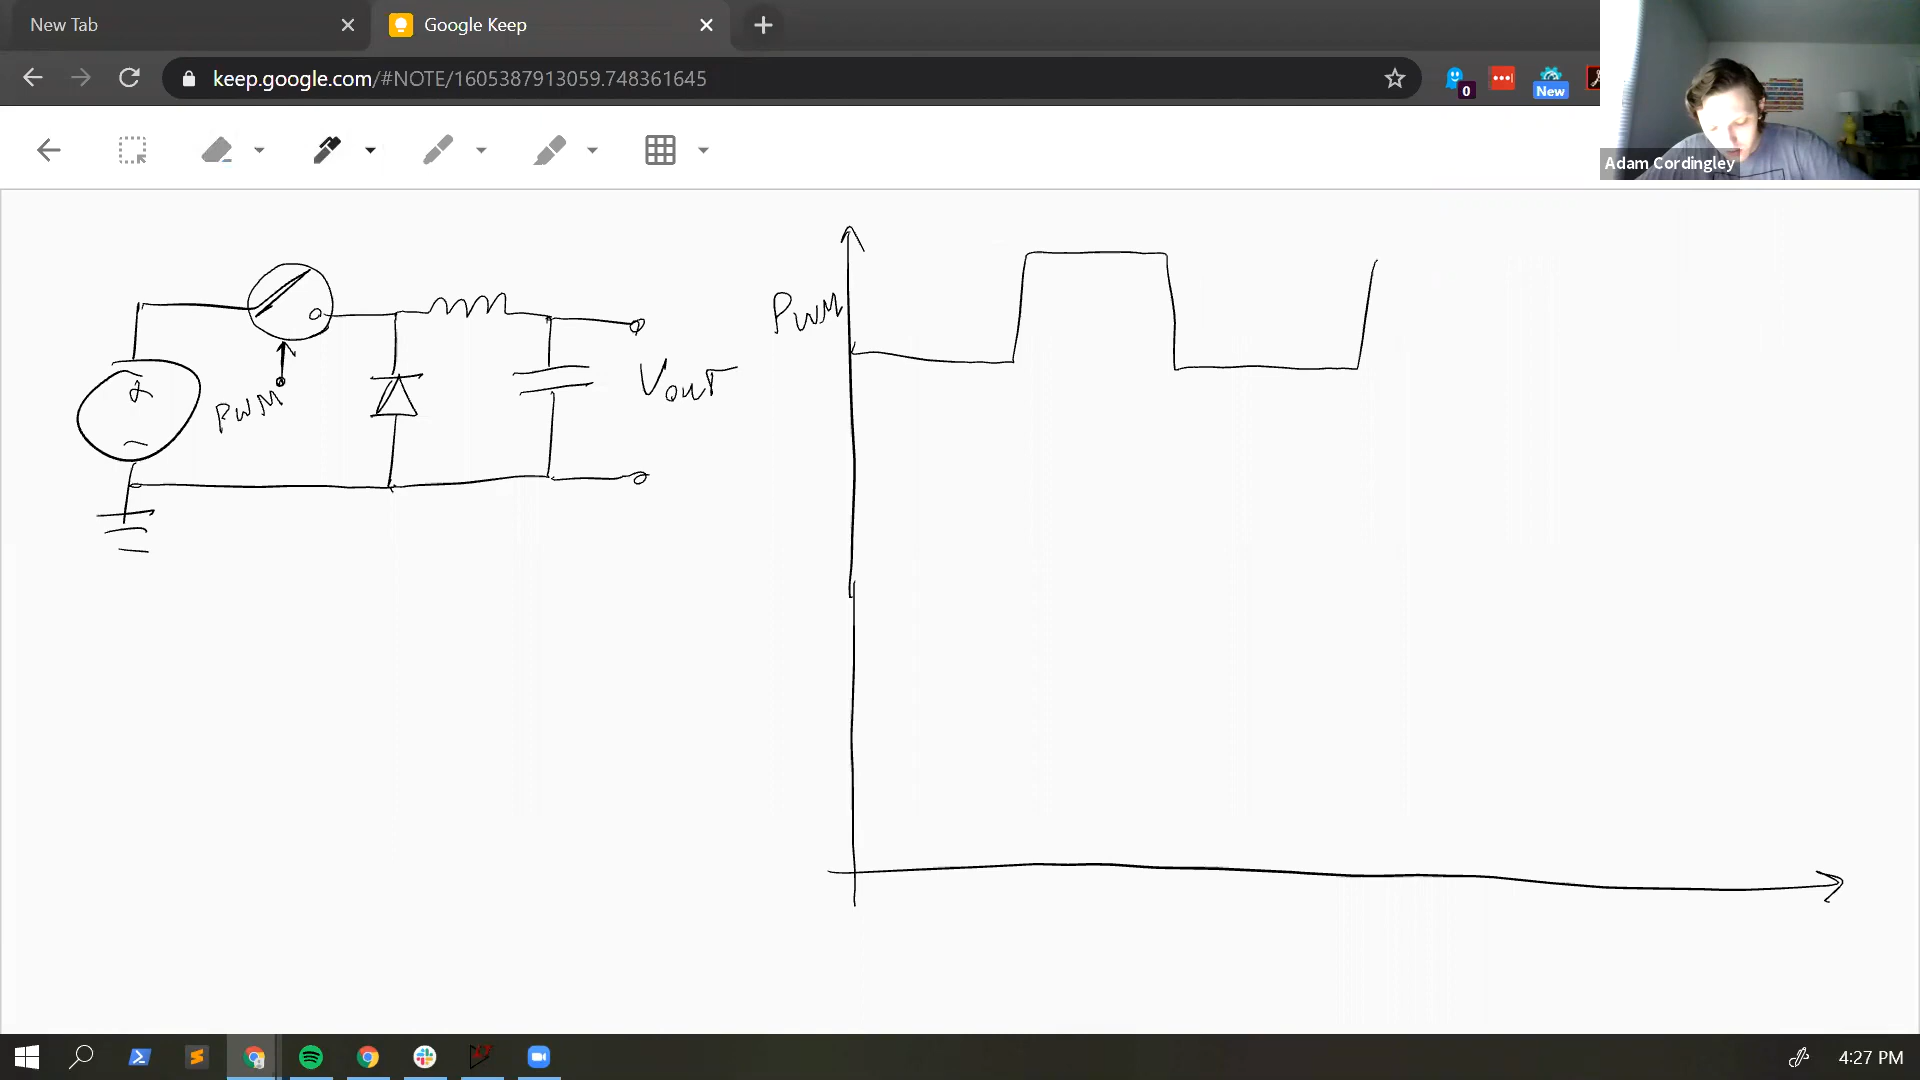 New Tab
Google Keep
keep.google.com/#NOTE/1605387913059.748361645
0
New
Adam Cordingley
PWM
PWM
VOUT
4:27 PM